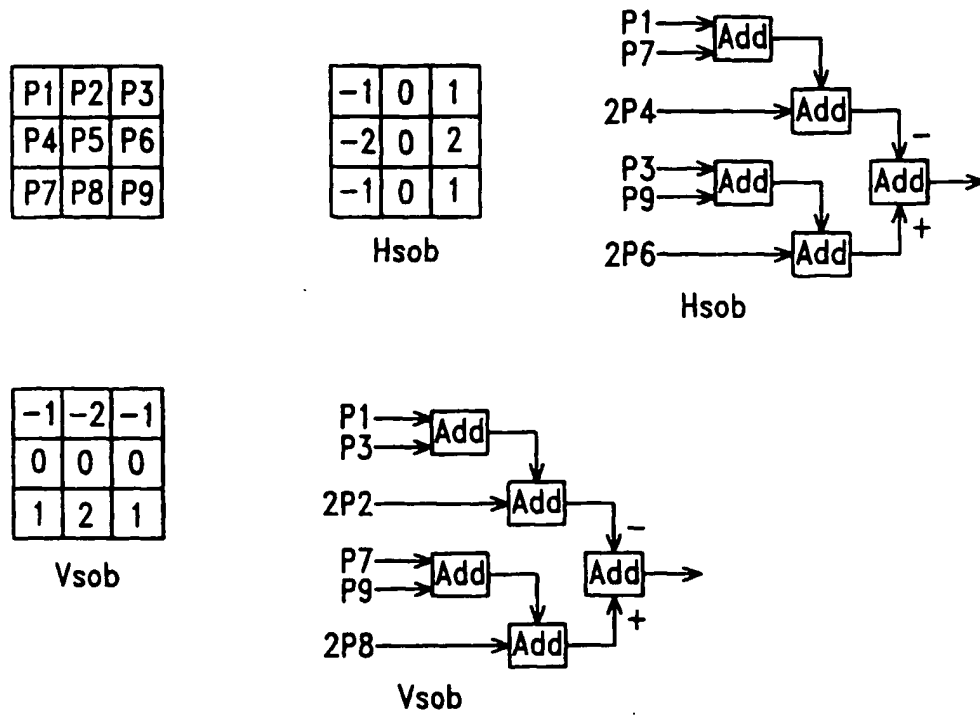 P1 P2 P3
P4 P5 P6
P7 P8 P9
-1 0 1
-2 0 2
-1 0 1
Hsob
P1
P7
Add
2P4
Add
-
P3
P9
Add
Add
+
2P6
Add
Hsob
-1 -2 -1
0 0 0
1 2 1
Vsob
P1
P3
Add
2P2
Add
-
P7
P9
Add
Add
+
2P8
Add
Vsob